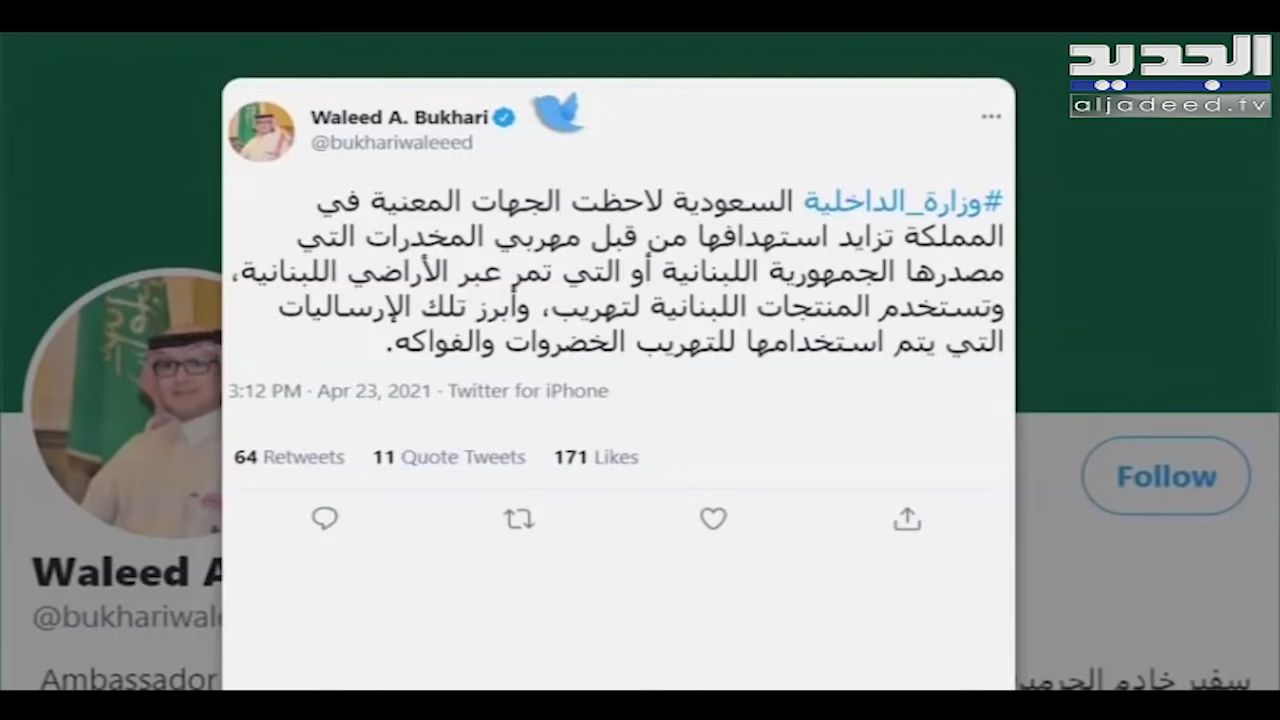 الجديد
aljadeed.tv
Waleed A. Bukhari
@bukhariwaleeed
#وزارة_الداخلية السعودية لاحظت الجهات المعنية في
المملكة تزايد استهدافها من قبل مهربي المخدرات التي
مصدرها الجمهورية اللبنانية أو التي تمر عبر الأراضي اللبنانية،
وتستخدم المنتجات اللبنانية لتهريب، وأبرز تلك الإرساليات
التي يتم استخدامها للتهريب الخضروات والفواكه.
3:12 PM · Apr 23, 2021 · Twitter for iPhone
64 Retweets 11 Quote Tweets 171 Likes
Follow
Waleed A
@bukhariwale
Ambassador
سفير خادم الحرمين